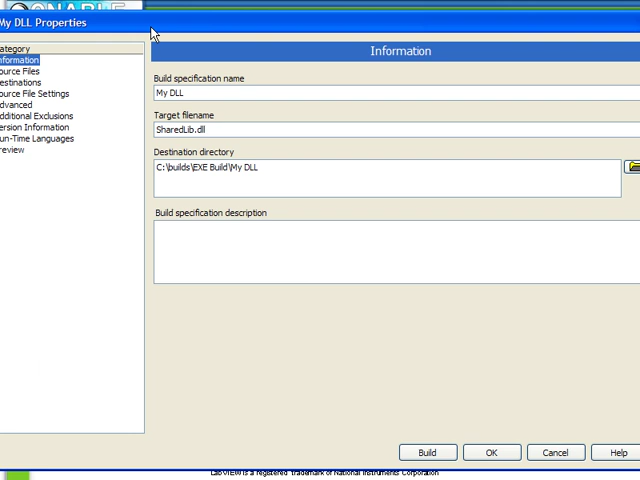 My DLL Properties
ategory
nformation
ource Files
estinations
ource File Settings
dvanced
dditional Exclusions
ersion Information
un-Time Languages
review
Information
Build specification name
My DLL
Target filename
SharedLib.dll
Destination directory
C:\builds\EXE Build\My DLL
Build specification description
Build
OK
Cancel
Help
LabVIEW is a registered trademark of National Instruments Corporation